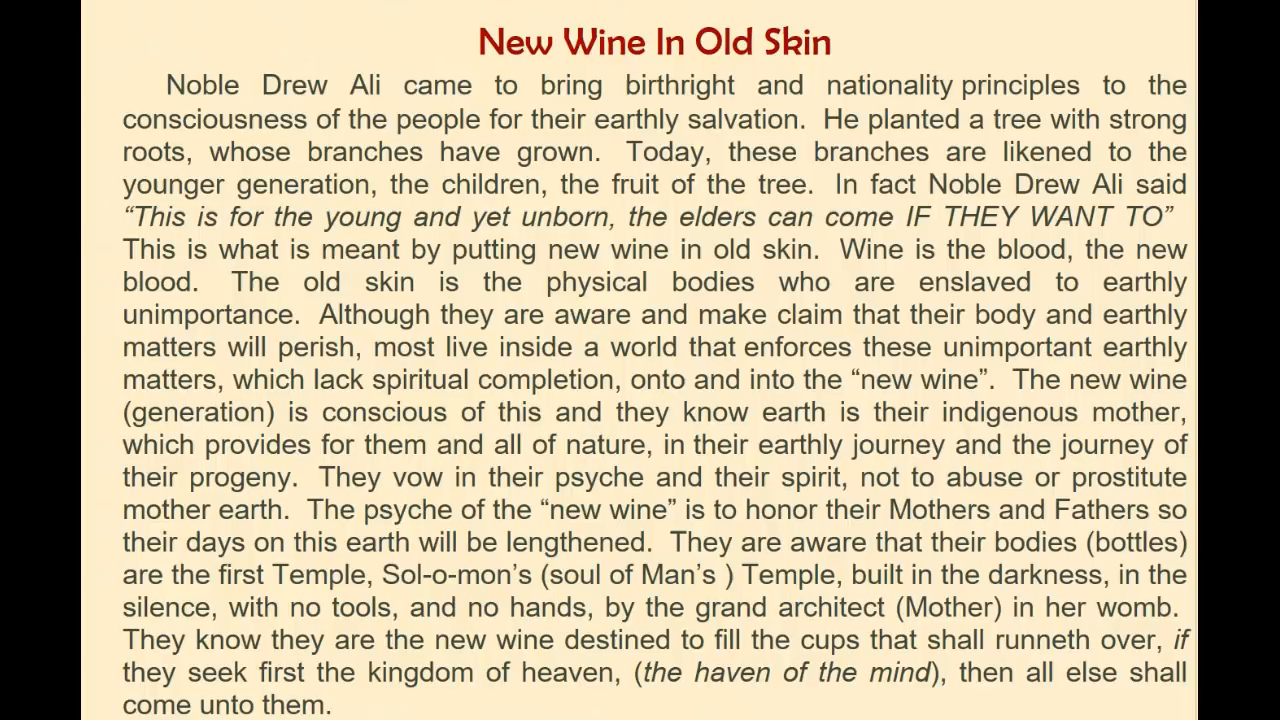 New Wine In Old Skin
Noble Drew Ali came to bring birthright and nationality principles to the
consciousness of the people for their earthly salvation. He planted a tree with strong
roots, whose branches have grown. Today, these branches are likened to the
younger generation, the children, the fruit of the tree. In fact Noble Drew Ali said
“This is for the young and yet unborn, the elders can come IF THEY WANT TO”
This is what is meant by putting new wine in old skin. Wine is the blood, the new
blood. The old skin is the physical bodies who are enslaved to earthly
unimportance. Although they are aware and make claim that their body and earthly
matters will perish, most live inside a world that enforces these unimportant earthly
matters, which lack spiritual completion, onto and into the “new wine”. The new wine
(generation) is conscious of this and they know earth is their indigenous mother,
which provides for them and all of nature, in their earthly journey and the journey of
their progeny. They vow in their psyche and their spirit, not to abuse or prostitute
mother earth. The psyche of the “new wine” is to honor their Mothers and Fathers so
their days on this earth will be lengthened. They are aware that their bodies (bottles)
are the first Temple, Sol-o-mon’s (soul of Man’s ) Temple, built in the darkness, in the
silence, with no tools, and no hands, by the grand architect (Mother) in her womb.
They know they are the new wine destined to fill the cups that shall runneth over, if
they seek first the kingdom of heaven, (the haven of the mind), then all else shall
come unto them.